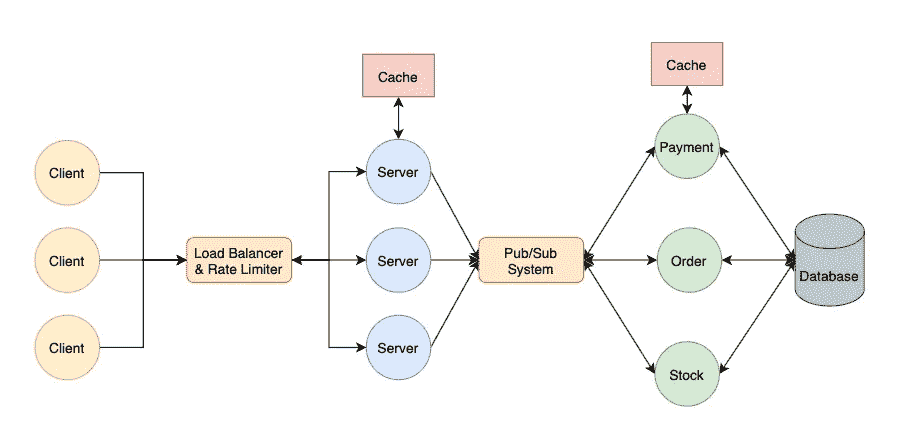 Cache
Cache
Client
Server
Payment
Client
Load Balancer
& Rate Limiter
Server
Pub/Sub
System
Order
Database
Client
Server
Stock